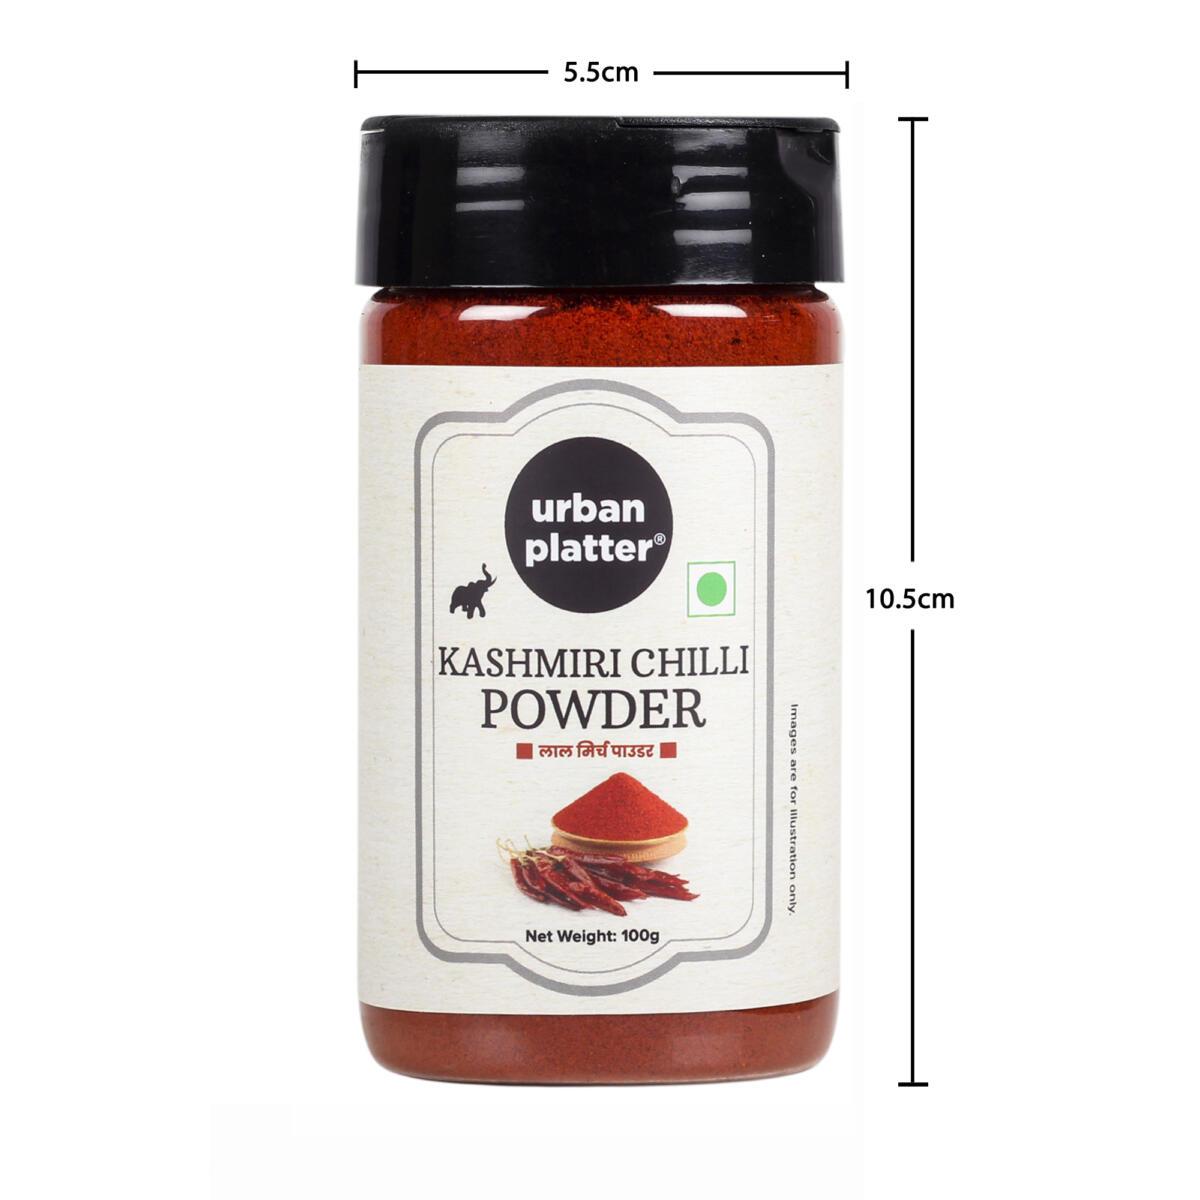 5.5cm
urban
platter®
KASHMIRI CHILLI
POWDER
लाल मिर्च पाउडर
Net Weight: 100g
Images are for illustration only.
10.5cm